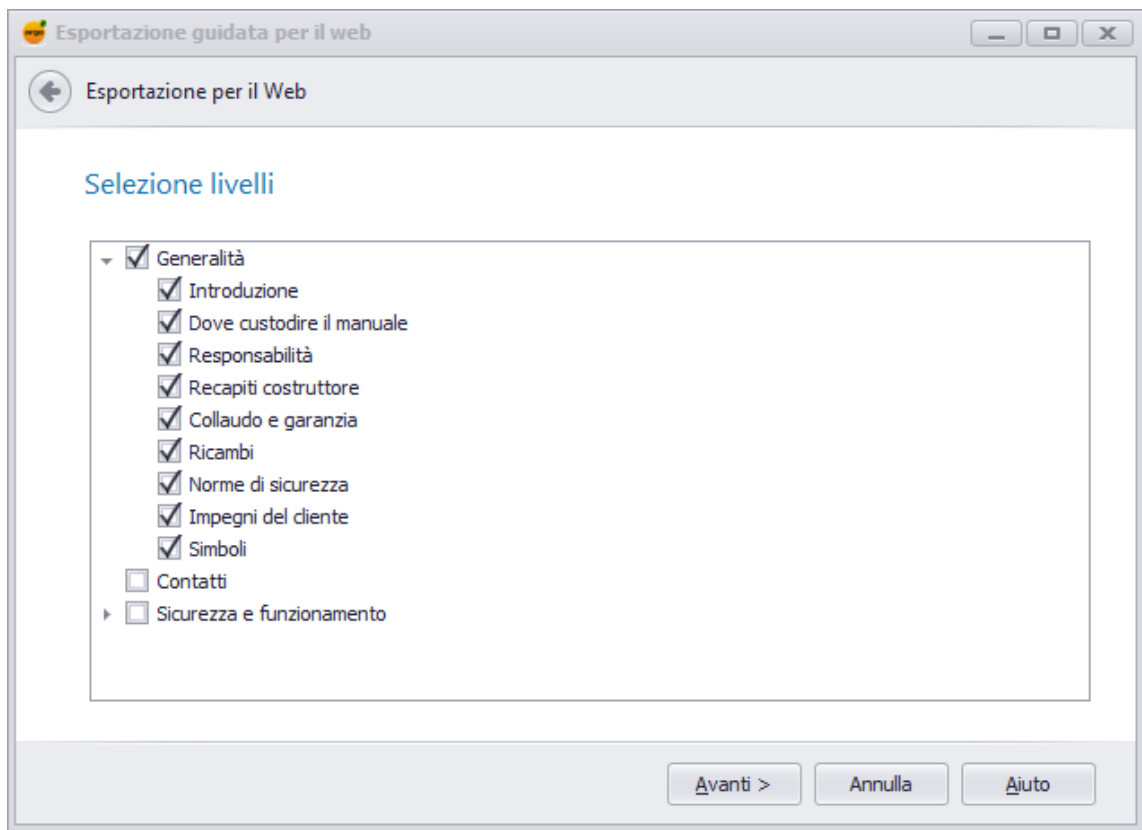 Esportazione guidata per il web
Esportazione per il Web
Selezione livelli
Generalità
Introduzione
Dove custodire il manuale
Responsabilità
Recapiti costruttore
Collaudo e garanzia
Ricambi
Norme di sicurezza
Impegni del cliente
Simboli
Contatti
Sicurezza e funzionamento
Avanti > Annulla Aiuto